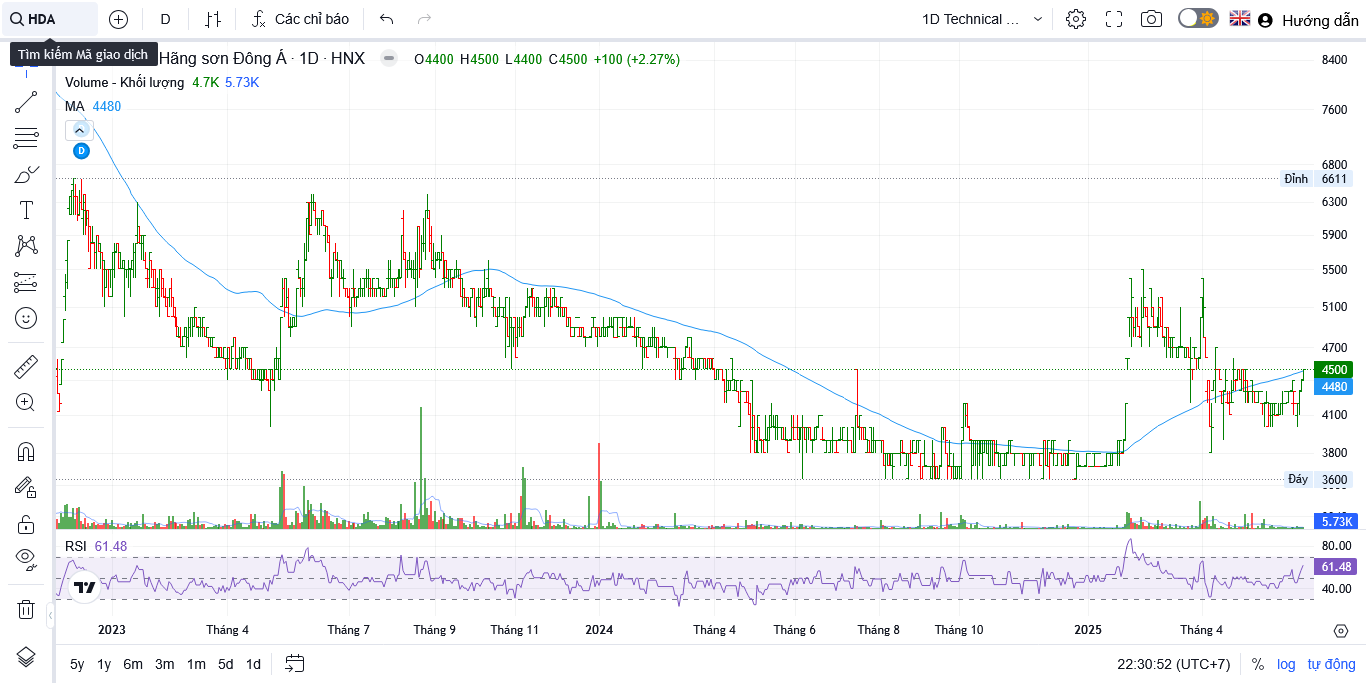 HDA D Các chỉ báo 1D Technical ... Hướng dẫn
Tìm kiếm Mã giao dịch
Hãng sơn Đông Á · 1D · HNX O4400 H4500 L4400 C4500 +100 (+2.27%)
Volume - Khối lượng 4.7K 5.73K
MA 4480
D
8400
7600
6800
Đỉnh 6611
6300
5900
5500
5100
4700
4500
4480
4100
3800
Đáy 3600
5.73K
RSI 61.48
80.00
61.48
40.00
2023 Tháng 4 Tháng 7 Tháng 9 Tháng 11 2024 Tháng 4 Tháng 6 Tháng 8 Tháng 10 2025 Tháng 4
5y 1y 6m 3m 1m 5d 1d 22:30:52 (UTC+7) % log tự động